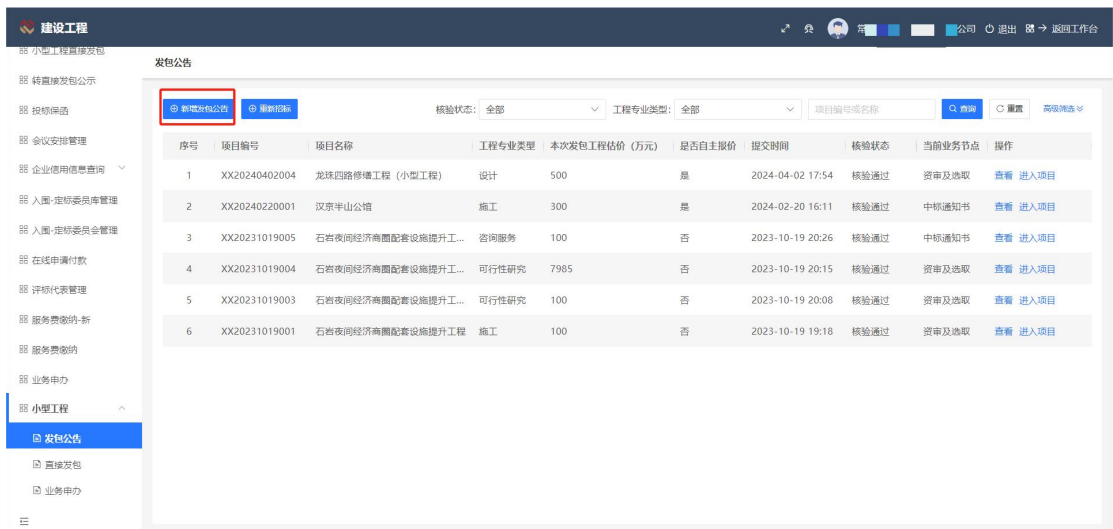 建设工程
常
公司 退出 返回工作台
小型工程直接发包
转直接发包公示
投标保函
会议安排管理
企业信用信息查询
入围-定标委员库管理
入围-定标委员会管理
在线申请付款
评标代表管理
服务费缴纳-新
服务费缴纳
业务申办
小型工程
发包公告
直接发包
业务申办
发包公告
新增发包公告 重新招标 核验状态: 全部 工程专业类型: 全部 项目编号或名称 查询 重置 高级筛选
序号 项目编号 项目名称 工程专业类型 本次发包工程估价（万元） 是否自主报价 提交时间 核验状态 当前业务节点 操作
1 XX20240402004 龙珠四路修缮工程（小型工程） 设计 500 是 2024-04-02 17:54 核验通过 资审及选取 查看 进入项目
2 XX20240220001 汉京半山公馆 施工 300 是 2024-02-20 16:11 核验通过 中标通知书 查看 进入项目
3 XX20231019005 石岩夜间经济商圈配套设施提升工... 咨询服务 100 否 2023-10-19 20:26 核验通过 中标通知书 查看 进入项目
4 XX20231019004 石岩夜间经济商圈配套设施提升工... 可行性研究 7985 否 2023-10-19 20:15 核验通过 资审及选取 查看 进入项目
5 XX20231019003 石岩夜间经济商圈配套设施提升工... 可行性研究 100 否 2023-10-19 20:08 核验通过 资审及选取 查看 进入项目
6 XX20231019001 石岩夜间经济商圈配套设施提升工程 施工 100 否 2023-10-19 19:18 核验通过 资审及选取 查看 进入项目